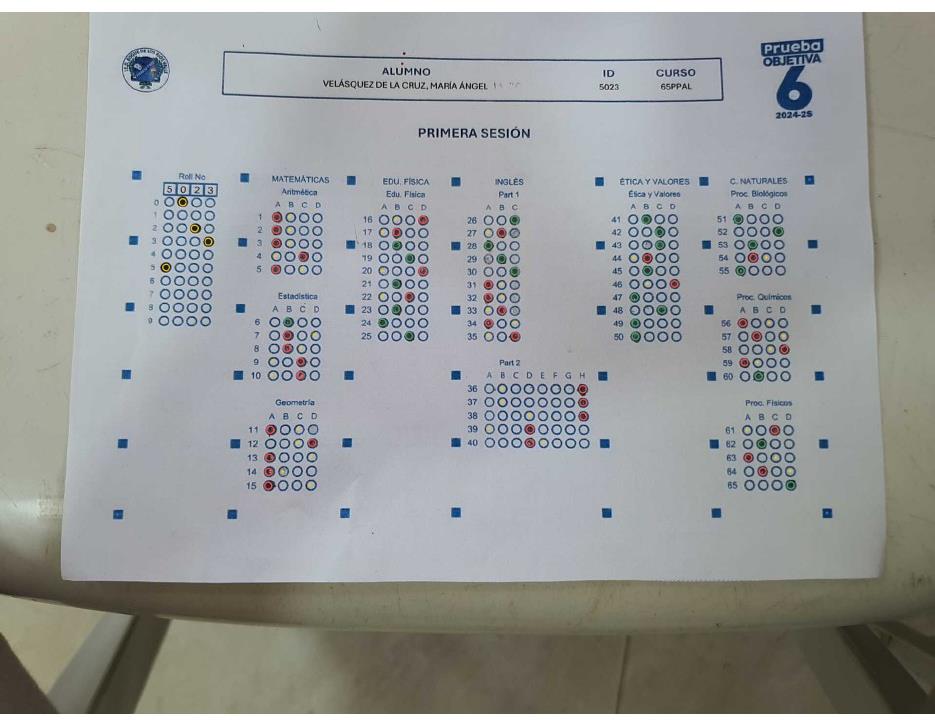 Prueba
OBJETIVA
6
2024-25
ALUMNO ID CURSO
VELÁSQUEZ DE LA CRUZ, MARÍA ÁNGEL 5023 65PPAL
PRIMERA SESIÓN
Roll No
5 0 2 3
0
1
2
3
4
5
6
7
8
9
MATEMÁTICAS
Aritmética
A B C D
1
2
3
4
5
Estadística
A B C D
6
7
8
9
10
Geometría
A B C D
11
12
13
14
15
EDU. FÍSICA
Edu. Física
A B C D
16
17
18
19
20
21
22
23
24
25
INGLÉS
Part 1
A B C
26
27
28
29
30
31
32
33
34
35
Part 2
A B C D E F G H
36
37
38
39
40
ÉTICA Y VALORES
Ética y Valores
A B C D
41
42
43
44
45
46
47
48
49
50
C. NATURALES
Proc. Biológicos
A B C D
51
52
53
54
55
Proc. Químicos
A B C D
56
57
58
59
60
Proc. Físicos
A B C D
61
62
63
64
65